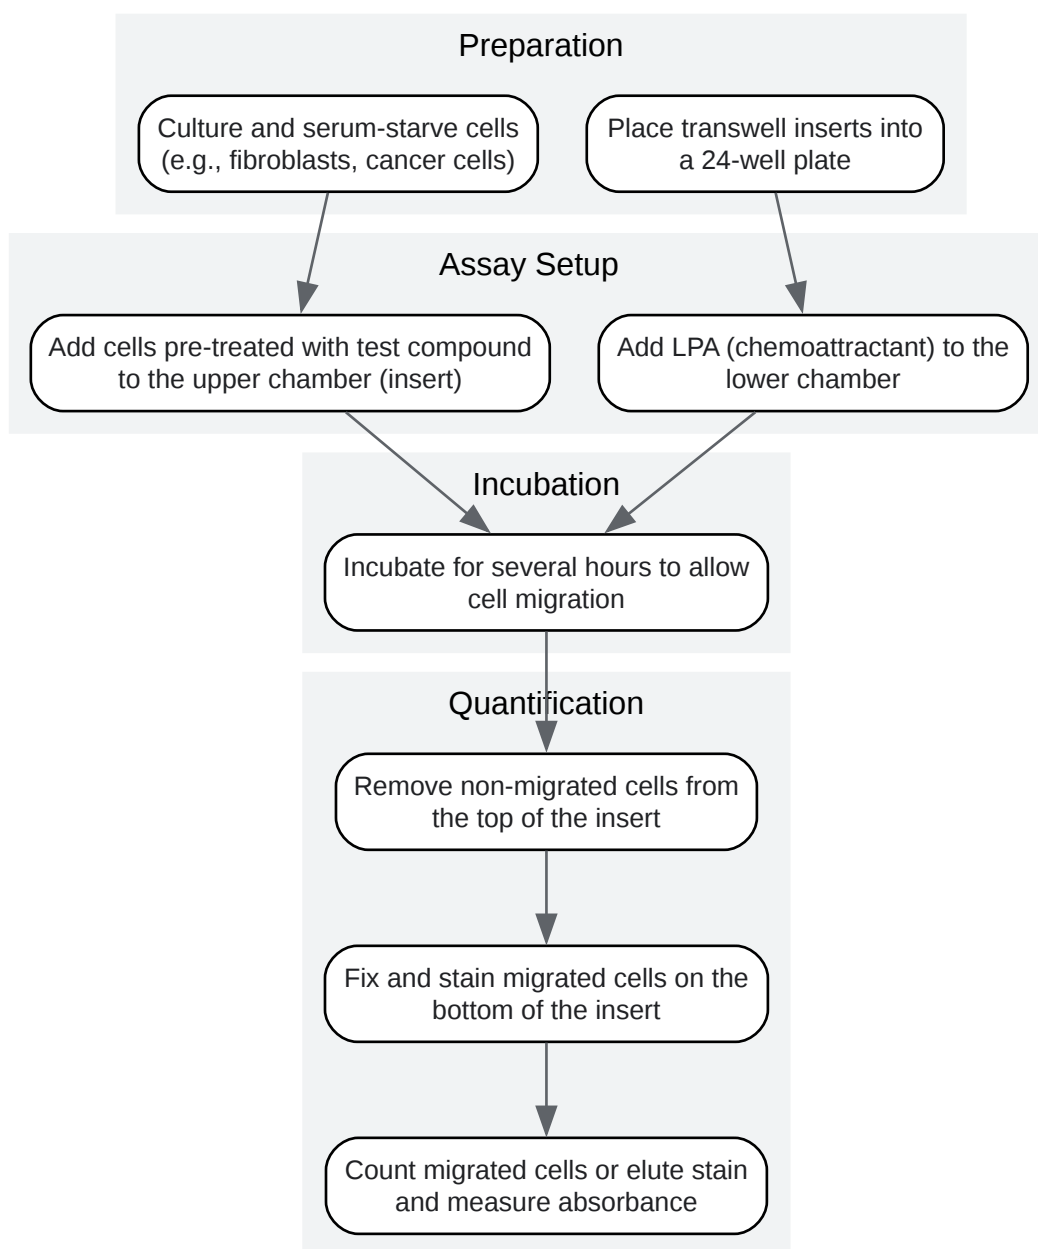 Preparation
Culture and serum-starve cells
(e.g., fibroblasts, cancer cells)
Place transwell inserts into
a 24-well plate
Assay Setup
Add cells pre-treated with test compound
to the upper chamber (insert)
Add LPA (chemoattractant) to the
lower chamber
Incubation
Incubate for several hours to allow
cell migration
Quantification
Remove non-migrated cells from
the top of the insert
Fix and stain migrated cells on the
bottom of the insert
Count migrated cells or elute stain
and measure absorbance